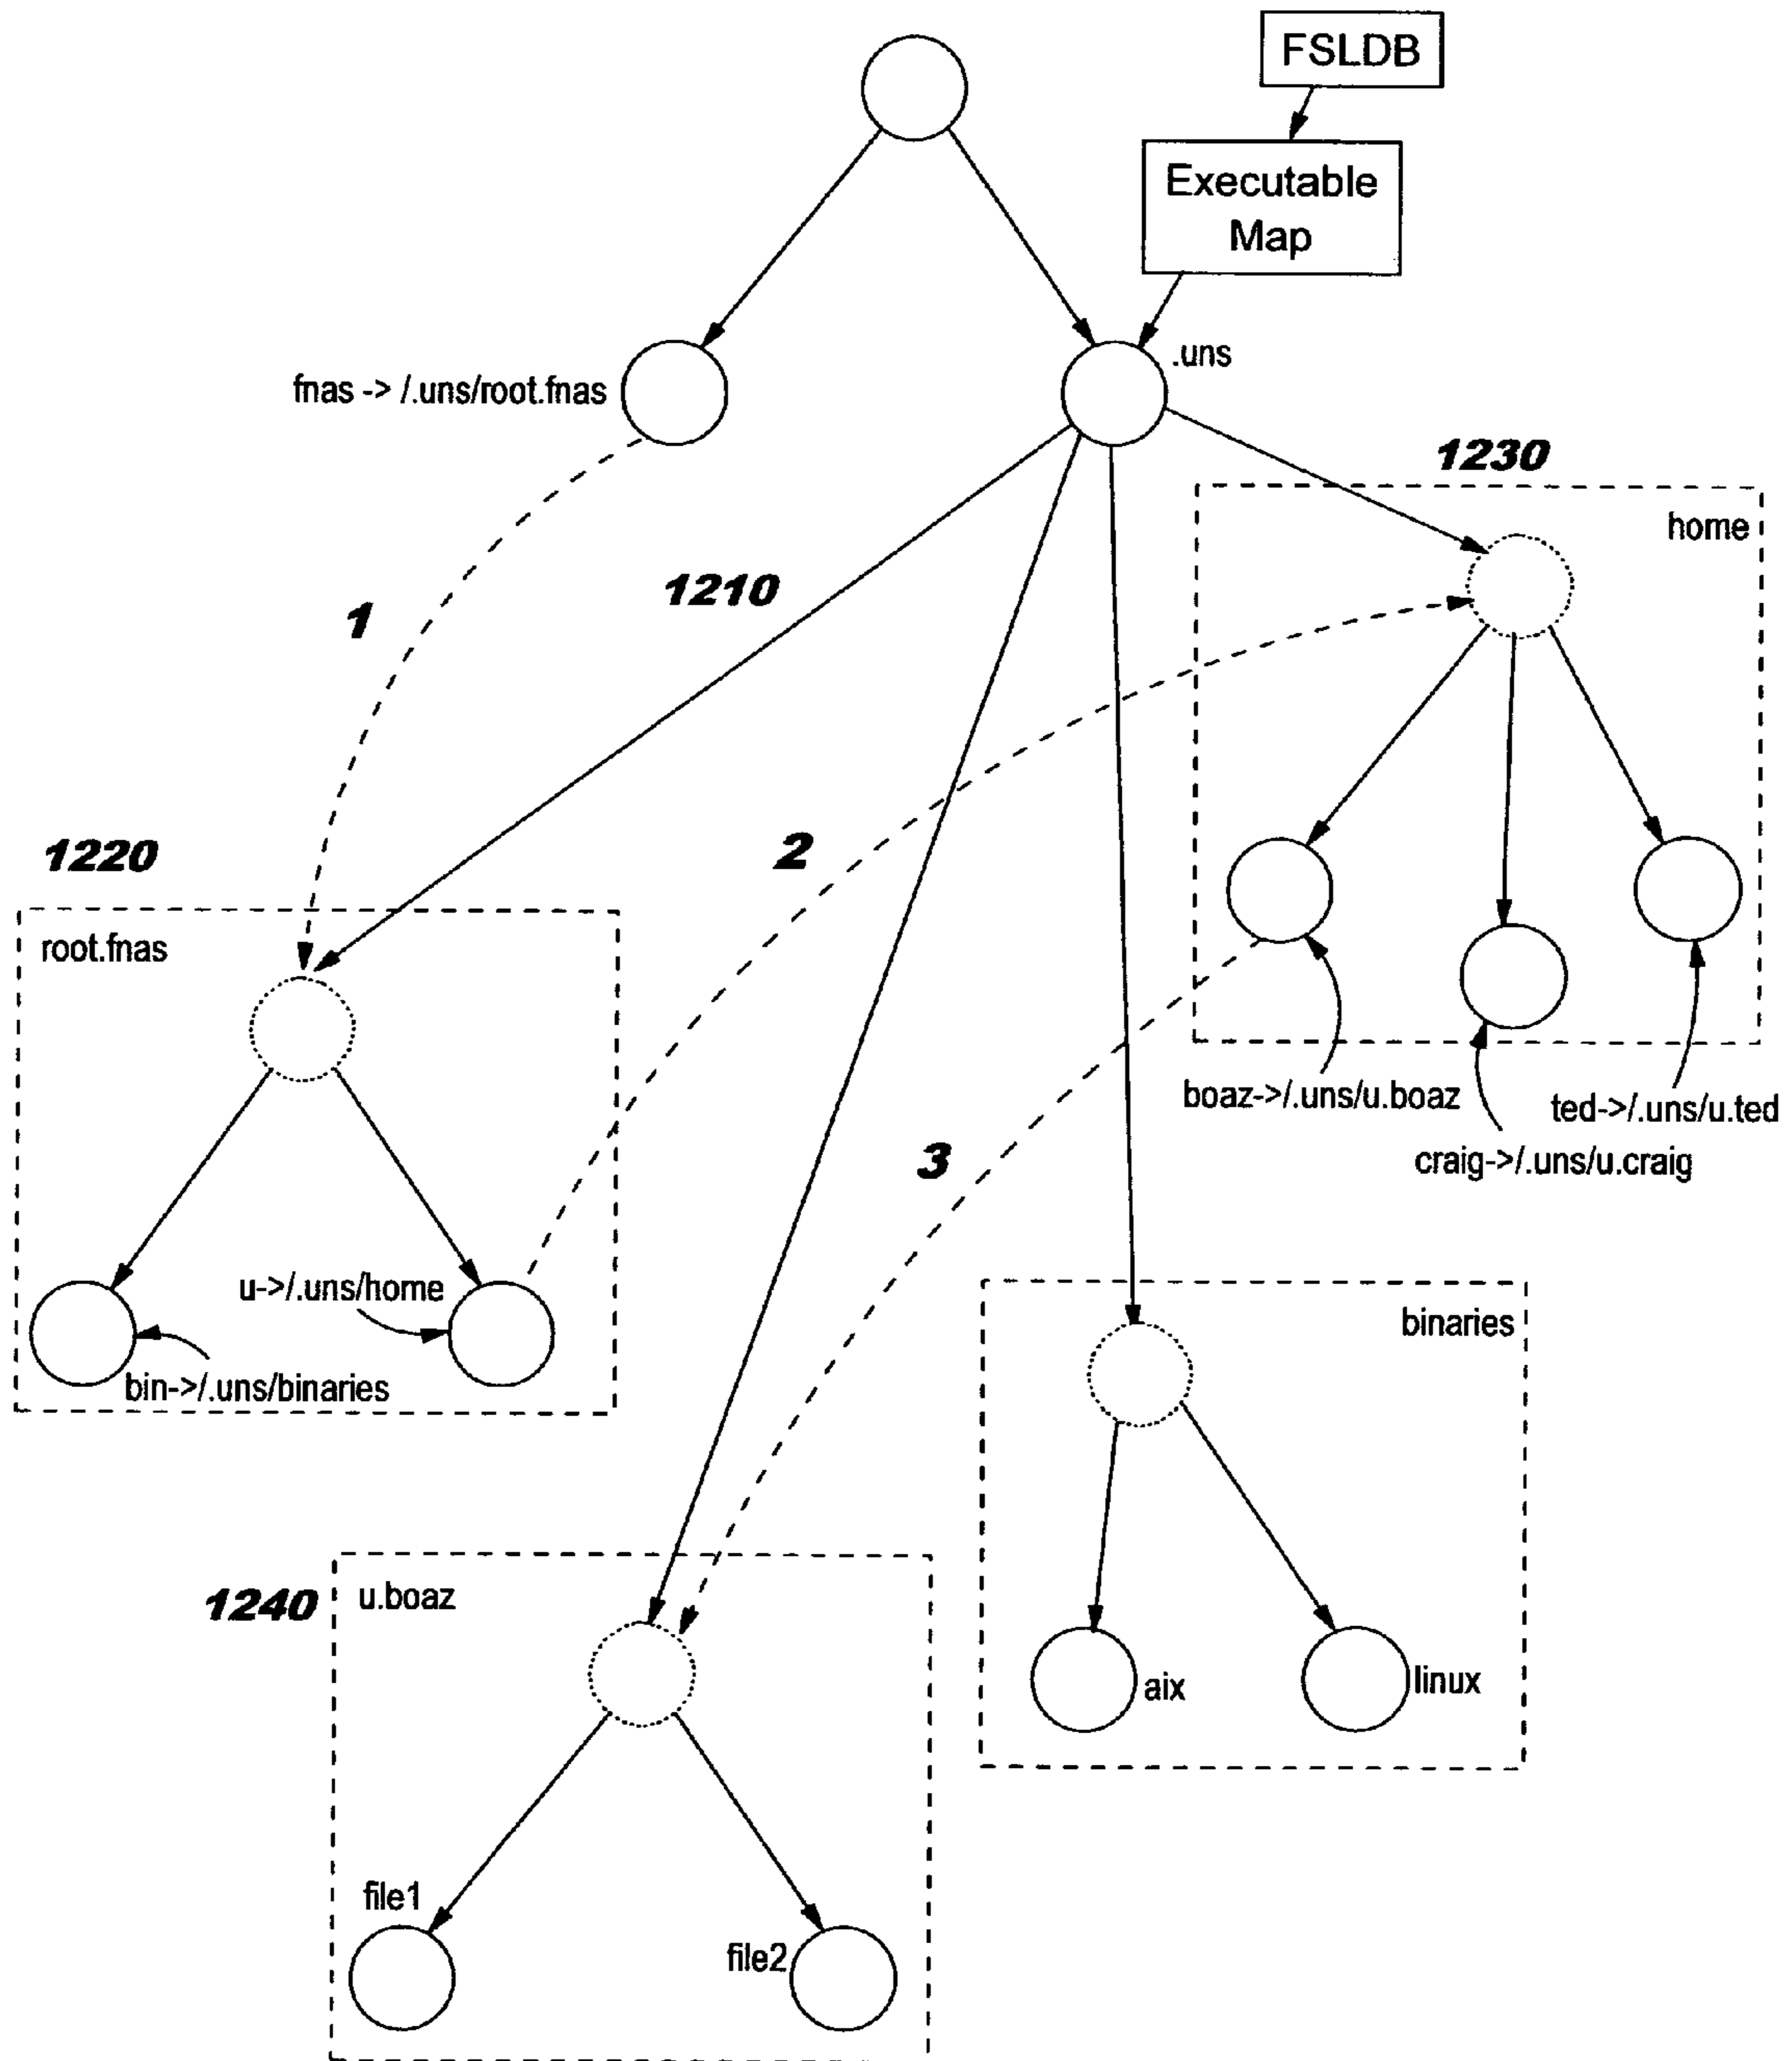 FSLDB
Executable
Map
.uns
fnas -> /.uns/root.fnas
1230
home
1210
1
2
1220
root.fnas
boaz->/.uns/u.boaz
ted->/.uns/u.ted
craig->/.uns/u.craig
3
u->/.uns/home
bin->/.uns/binaries
binaries
1240
u.boaz
aix
linux
file1
file2